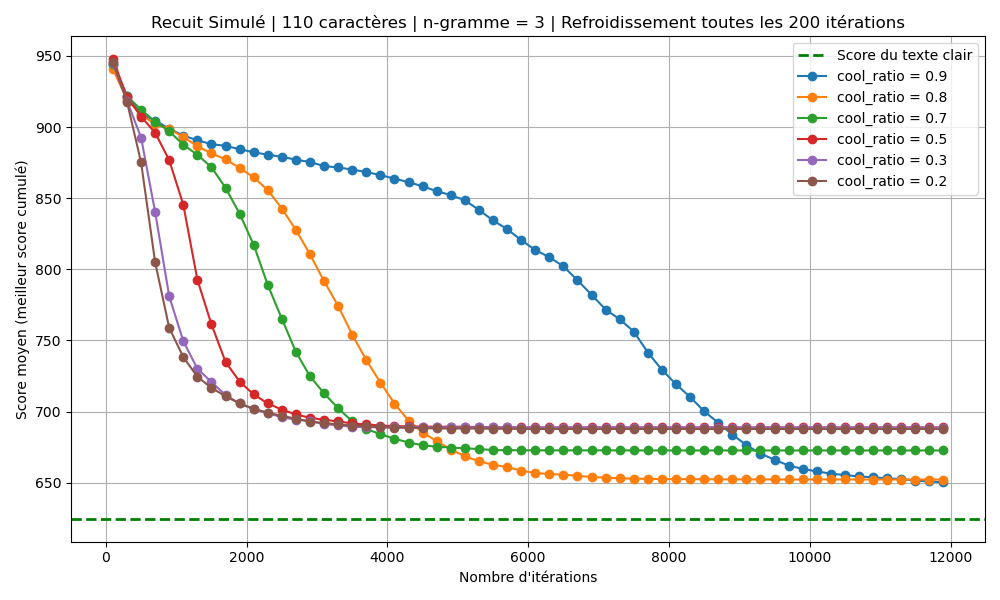 Recuit Simulé | 110 caractères | n-gramme = 3 | Refroidissement toutes les 200 itérations
Score moyen (meilleur score cumulé)
950
900
850
800
750
700
650
Score du texte clair
cool_ratio = 0.9
cool_ratio = 0.8
cool_ratio = 0.7
cool_ratio = 0.5
cool_ratio = 0.3
cool_ratio = 0.2
0 2000 4000 6000 8000 10000 12000
Nombre d'itérations